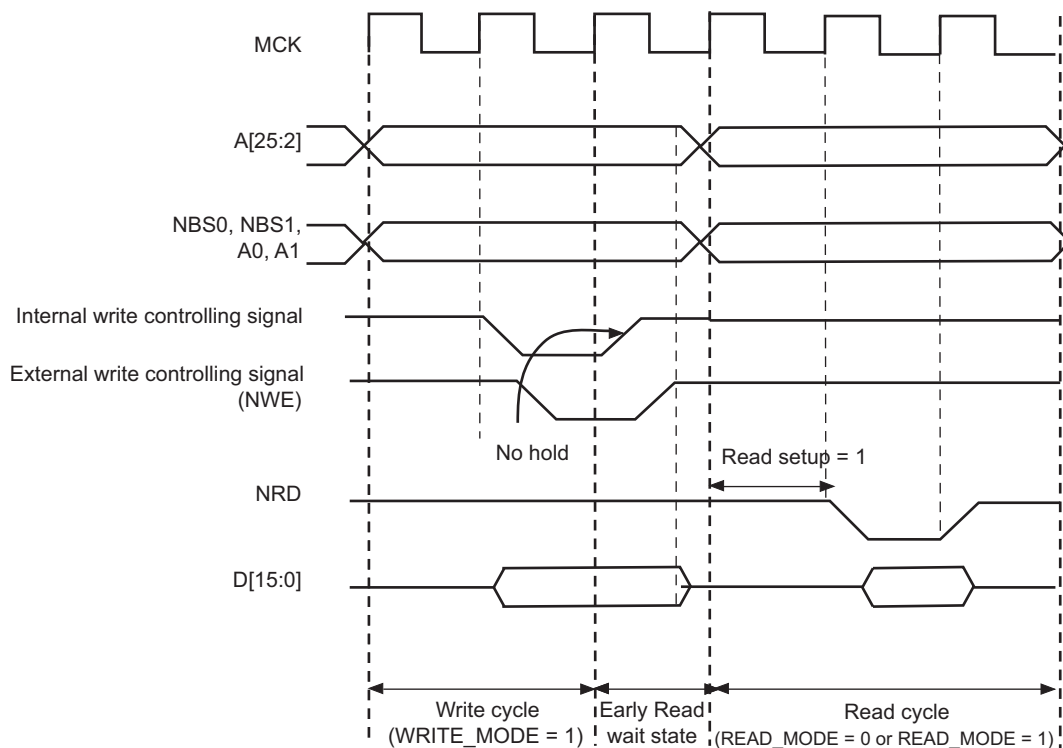 MCK
A[25:2]
NBS0, NBS1,
A0, A1
Internal write controlling signal
External write controlling signal
(NWE)
No hold
Read setup = 1
NRD
D[15:0]
Write cycle
(WRITE_MODE = 1)
Early Read
wait state
Read cycle
(READ_MODE = 0 or READ_MODE = 1)